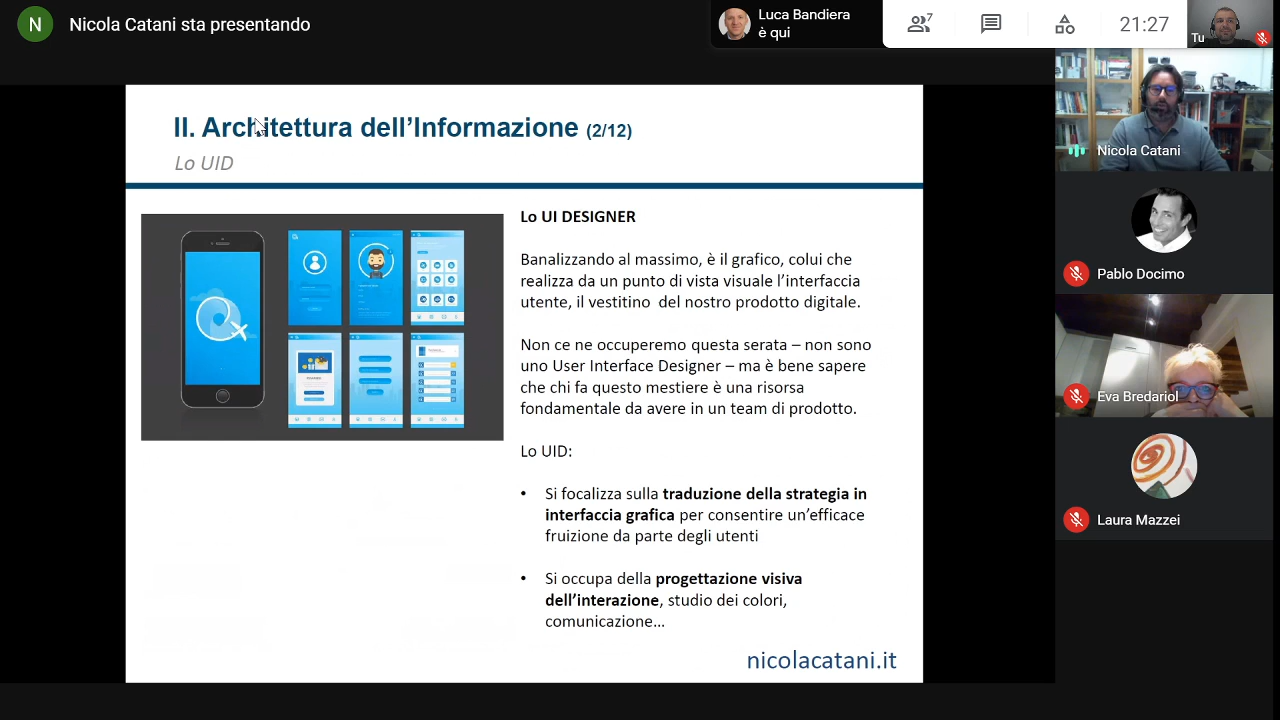 N
Nicola Catani sta presentando
Luca Bandiera
è qui
7
21:27
Tu
Nicola Catani
Pablo Docimo
Eva Bredariol
Laura Mazzei
II. Architettura dell’Informazione (2/12)
Lo UID
Lo UI DESIGNER
Banalizzando al massimo, è il grafico, colui che
realizza da un punto di vista visuale l’interfaccia
utente, il vestitino del nostro prodotto digitale.
Non ce ne occuperemo questa serata – non sono
uno User Interface Designer – ma è bene sapere
che chi fa questo mestiere è una risorsa
fondamentale da avere in un team di prodotto.
Lo UID:
• Si focalizza sulla traduzione della strategia in
interfaccia grafica per consentire un’efficace
fruizione da parte degli utenti
• Si occupa della progettazione visiva
dell’interazione, studio dei colori,
comunicazione…
nicolacatani.it